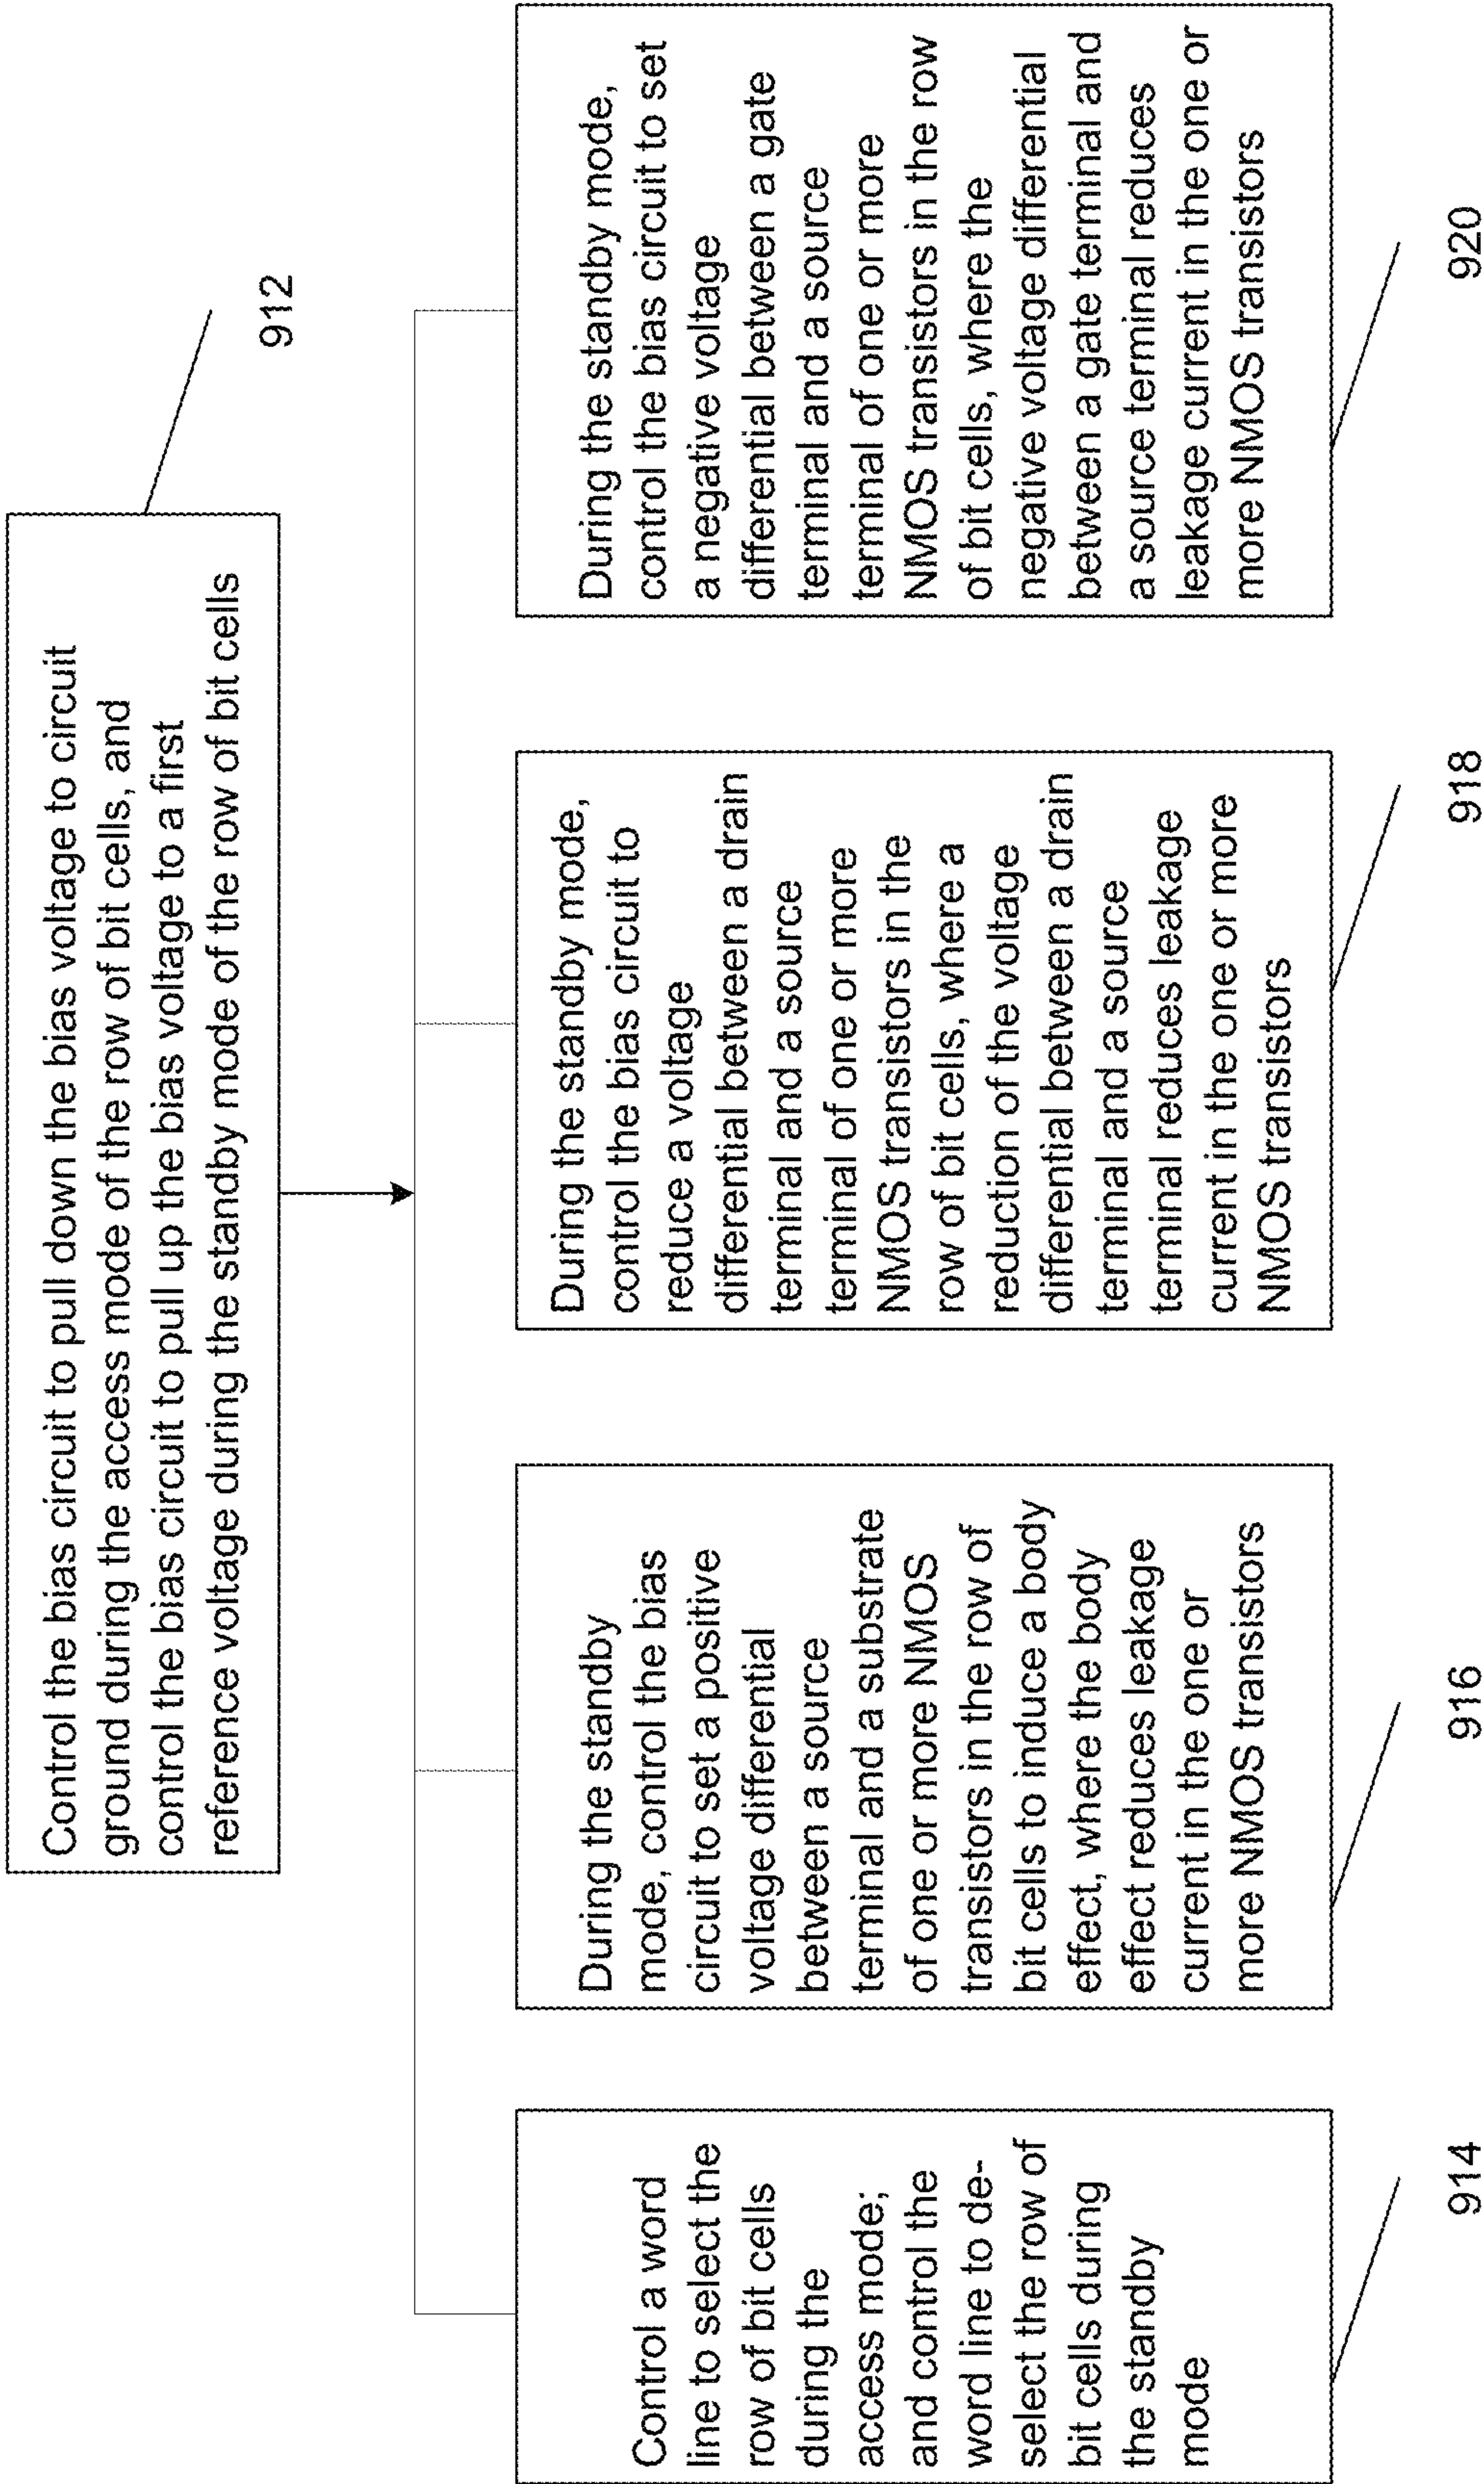 Control the bias circuit to pull down the bias voltage to circuit
ground during the access mode of the row of bit cells, and
control the bias circuit to pull up the bias voltage to a first
reference voltage during the standby mode of the row of bit cells
912
Control a word
line to select the
row of bit cells
during the
access mode;
and control the
word line to de-
select the row of
bit cells during
the standby
mode
914
During the standby
mode, control the bias
circuit to set a positive
voltage differential
between a source
terminal and a substrate
of one or more NMOS
transistors in the row of
bit cells to induce a body
effect, where the body
effect reduces leakage
current in the one or
more NMOS transistors
916
During the standby mode,
control the bias circuit to
reduce a voltage
differential between a drain
terminal and a source
terminal of one or more
NMOS transistors in the
row of bit cells, where a
reduction of the voltage
differential between a drain
terminal and a source
terminal reduces leakage
current in the one or more
NMOS transistors
918
During the standby mode,
control the bias circuit to set
a negative voltage
differential between a gate
terminal and a source
terminal of one or more
NMOS transistors in the row
of bit cells, where the
negative voltage differential
between a gate terminal and
a source terminal reduces
leakage current in the one or
more NMOS transistors
920